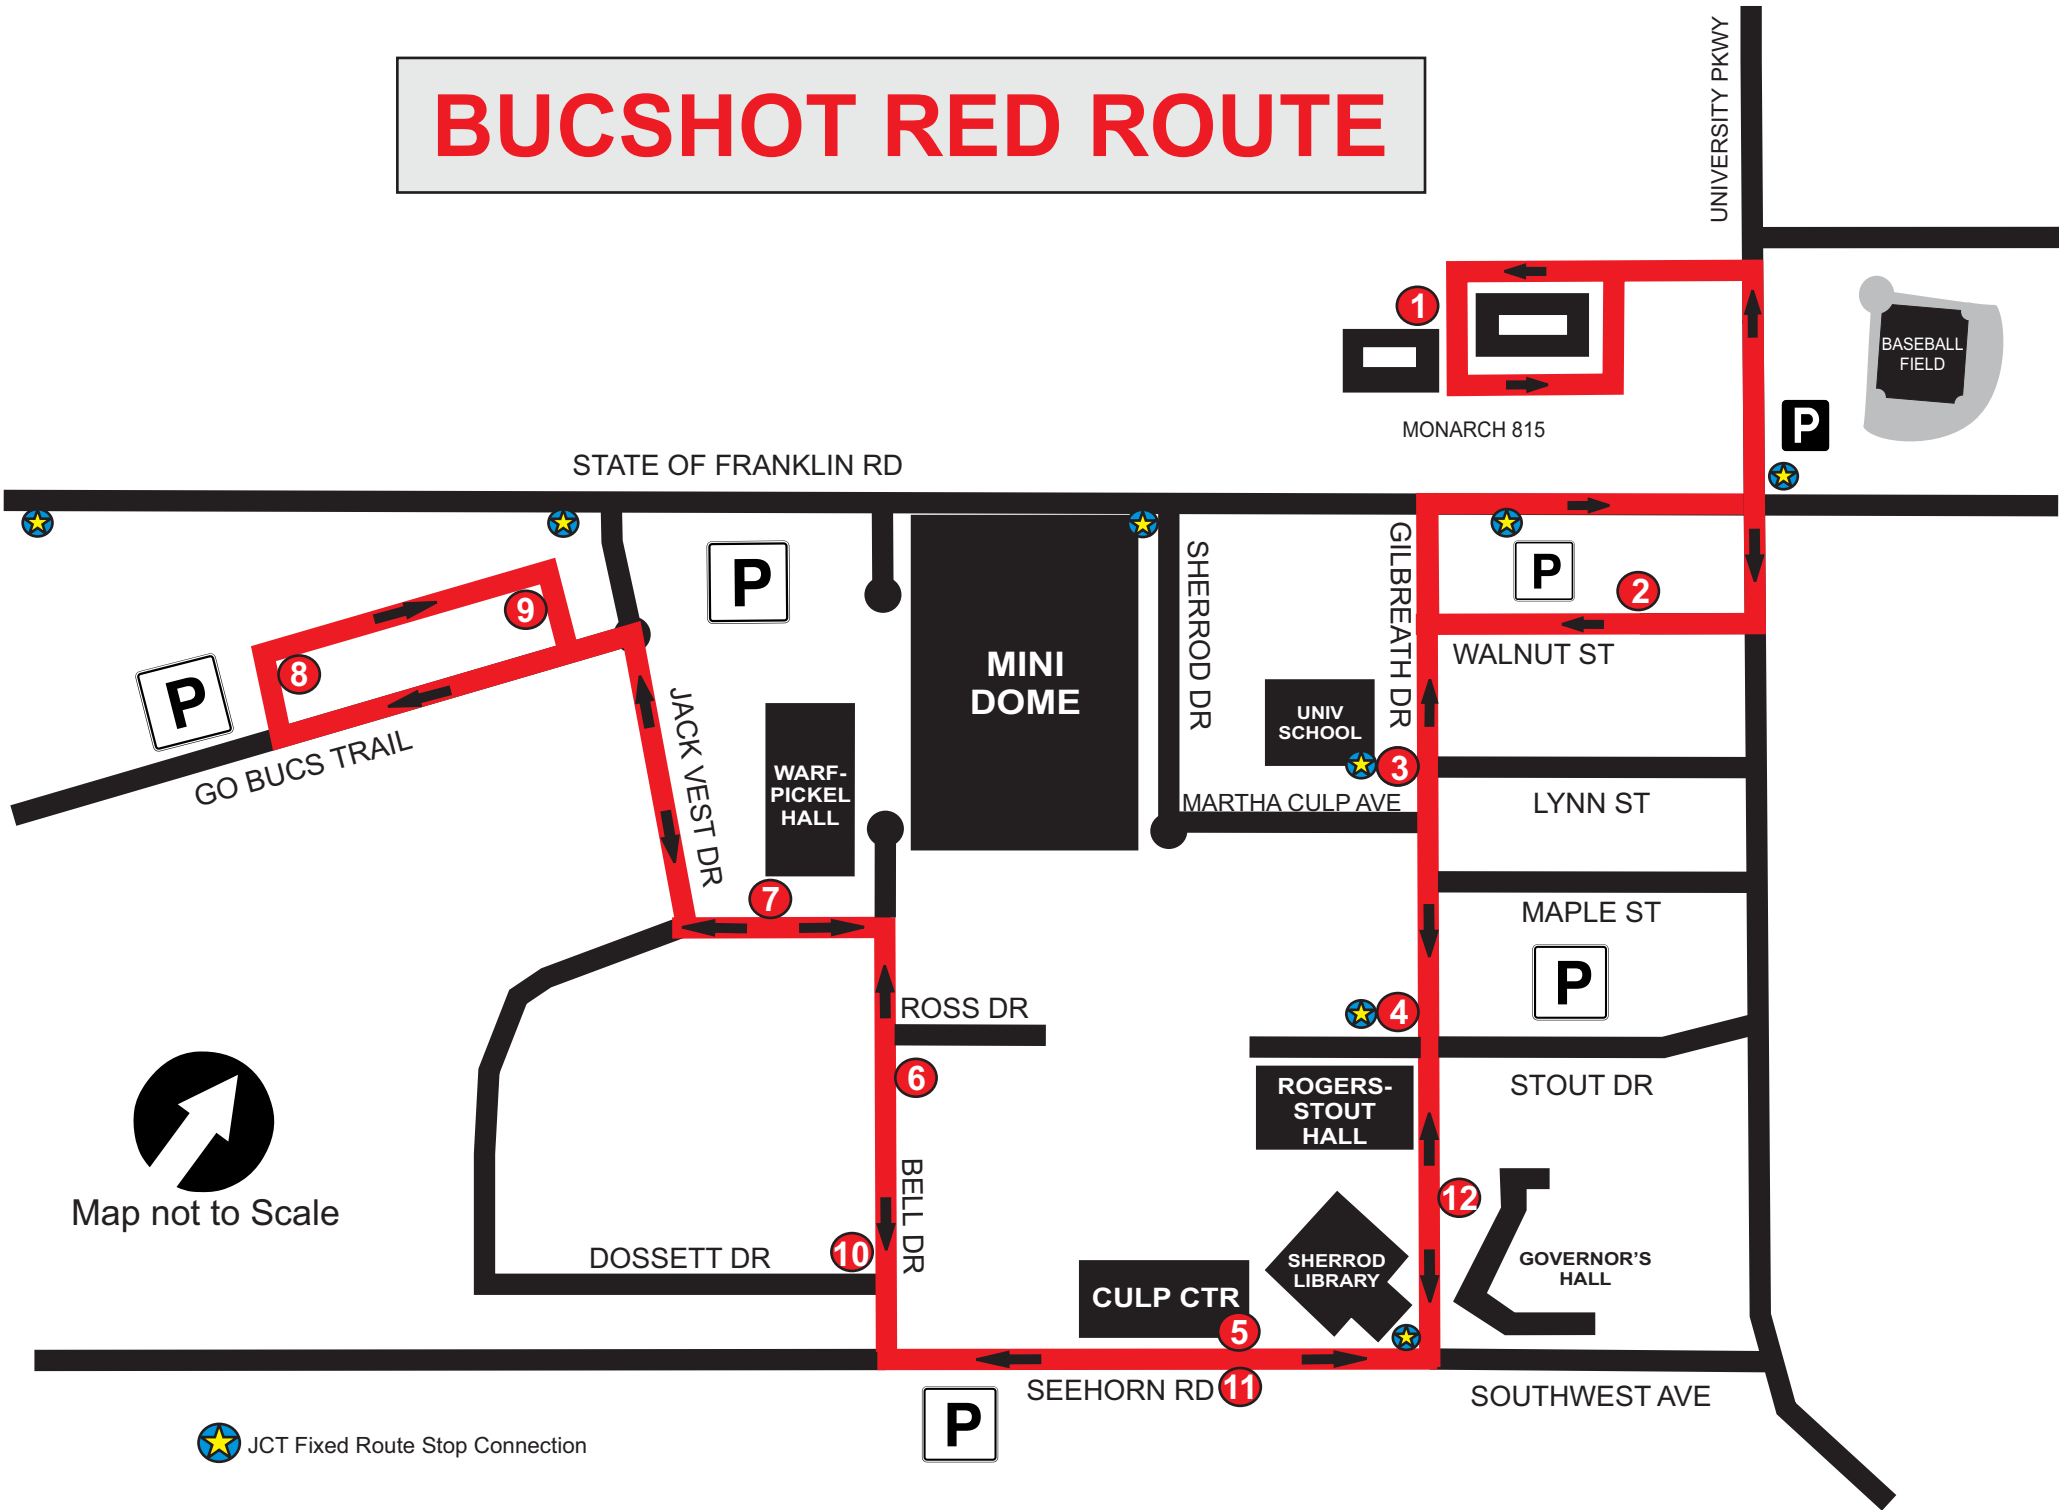 BUCSHOT RED ROUTE
UNIVERSITY PKWY
1
BASEBALL
FIELD
P
MONARCH 815
STATE OF FRANKLIN RD
P
P
2
9
8
P
GO BUCS TRAIL
JACK VEST DR
WARF-
PICKEL
HALL
7
MINI
DOME
SHERROD DR
GILBREATH DR
WALNUT ST
UNIV
SCHOOL
3
MARTHA CULP AVE
LYNN ST
MAPLE ST
P
ROSS DR
4
6
ROGERS-
STOUT
HALL
STOUT DR
12
BELL DR
10
DOSSETT DR
Map not to Scale
CULP CTR
5
SHERROD
LIBRARY
GOVERNOR'S
HALL
SEEHORN RD
11
SOUTHWEST AVE
P
JCT Fixed Route Stop Connection